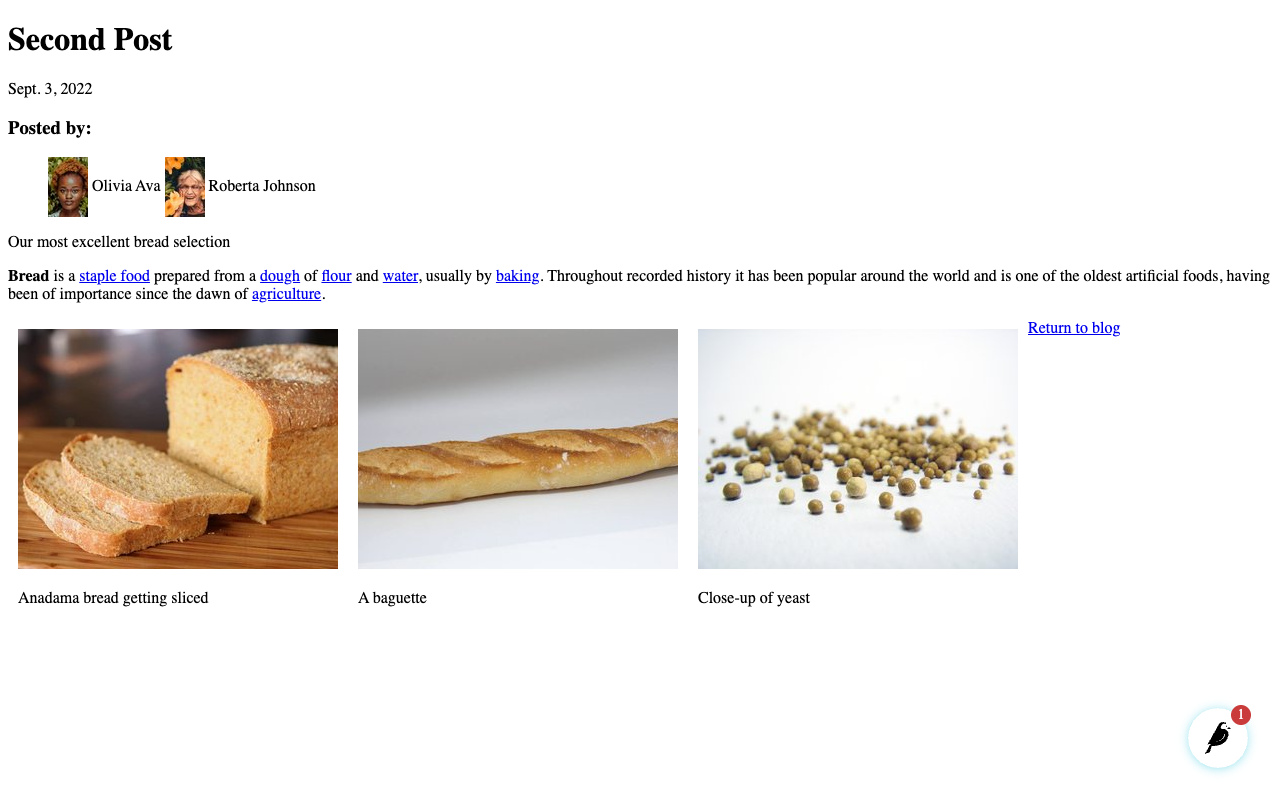 Second Post
Sept. 3, 2022
Posted by:
Olivia Ava Roberta Johnson
Our most excellent bread selection
Bread is a staple food prepared from a dough of flour and water, usually by baking. Throughout recorded history it has been popular around the world and is one of the oldest artificial foods, having
been of importance since the dawn of agriculture.
Return to blog
Anadama bread getting sliced
A baguette
Close-up of yeast
1